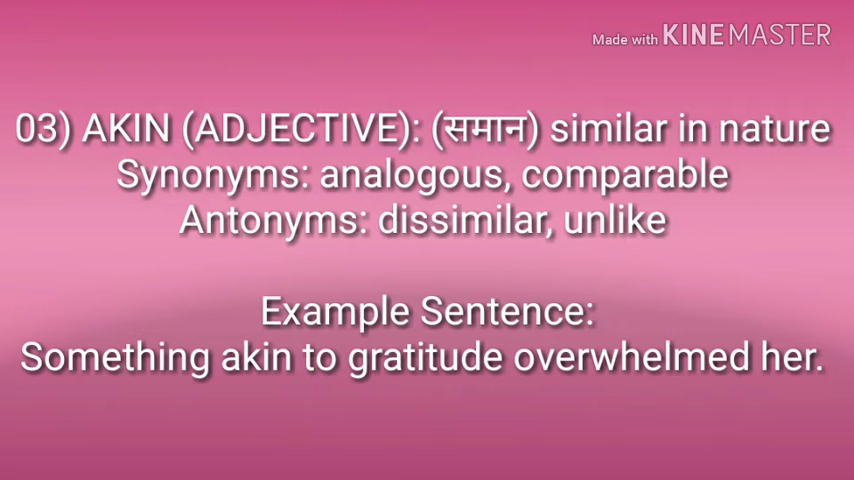 Made with KINEMASTER
03) AKIN (ADJECTIVE): (समान) similar in nature
Synonyms: analogous, comparable
Antonyms: dissimilar, unlike
Example Sentence:
Something akin to gratitude overwhelmed her.